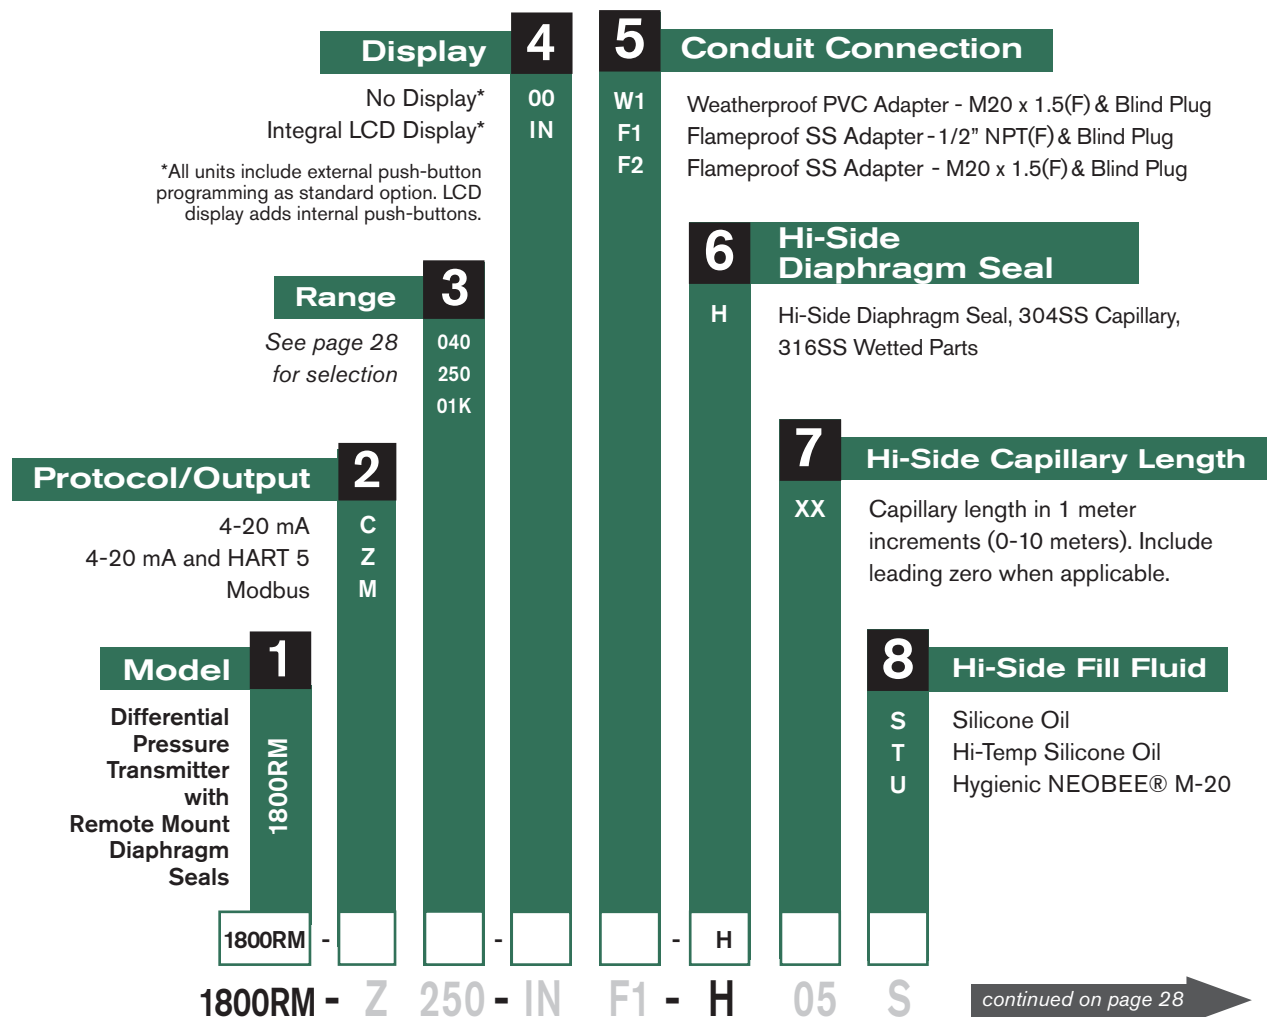 Display 4
No Display* 00
Integral LCD Display* IN
*All units include external push-button
programming as standard option. LCD
display adds internal push-buttons.
5 Conduit Connection
W1 Weatherproof PVC Adapter - M20 x 1.5(F) & Blind Plug
F1 Flameproof SS Adapter - 1/2” NPT(F) & Blind Plug
F2 Flameproof SS Adapter - M20 x 1.5(F) & Blind Plug
6 Hi-Side
Diaphragm Seal
H Hi-Side Diaphragm Seal, 304SS Capillary,
316SS Wetted Parts
Range 3
See page 28 040
for selection 250
01K
7 Hi-Side Capillary Length
XX Capillary length in 1 meter
increments (0-10 meters). Include
leading zero when applicable.
Protocol/Output 2
4-20 mA C
4-20 mA and HART 5 Z
Modbus M
Model 1
Differential
Pressure
Transmitter
with
Remote Mount
Diaphragm
Seals
1800RM
8 Hi-Side Fill Fluid
S Silicone Oil
T Hi-Temp Silicone Oil
U Hygienic NEOBEE® M-20
1800RM - - - H
1800RM - Z 250 - IN F1 - H 05 S
continued on page 28